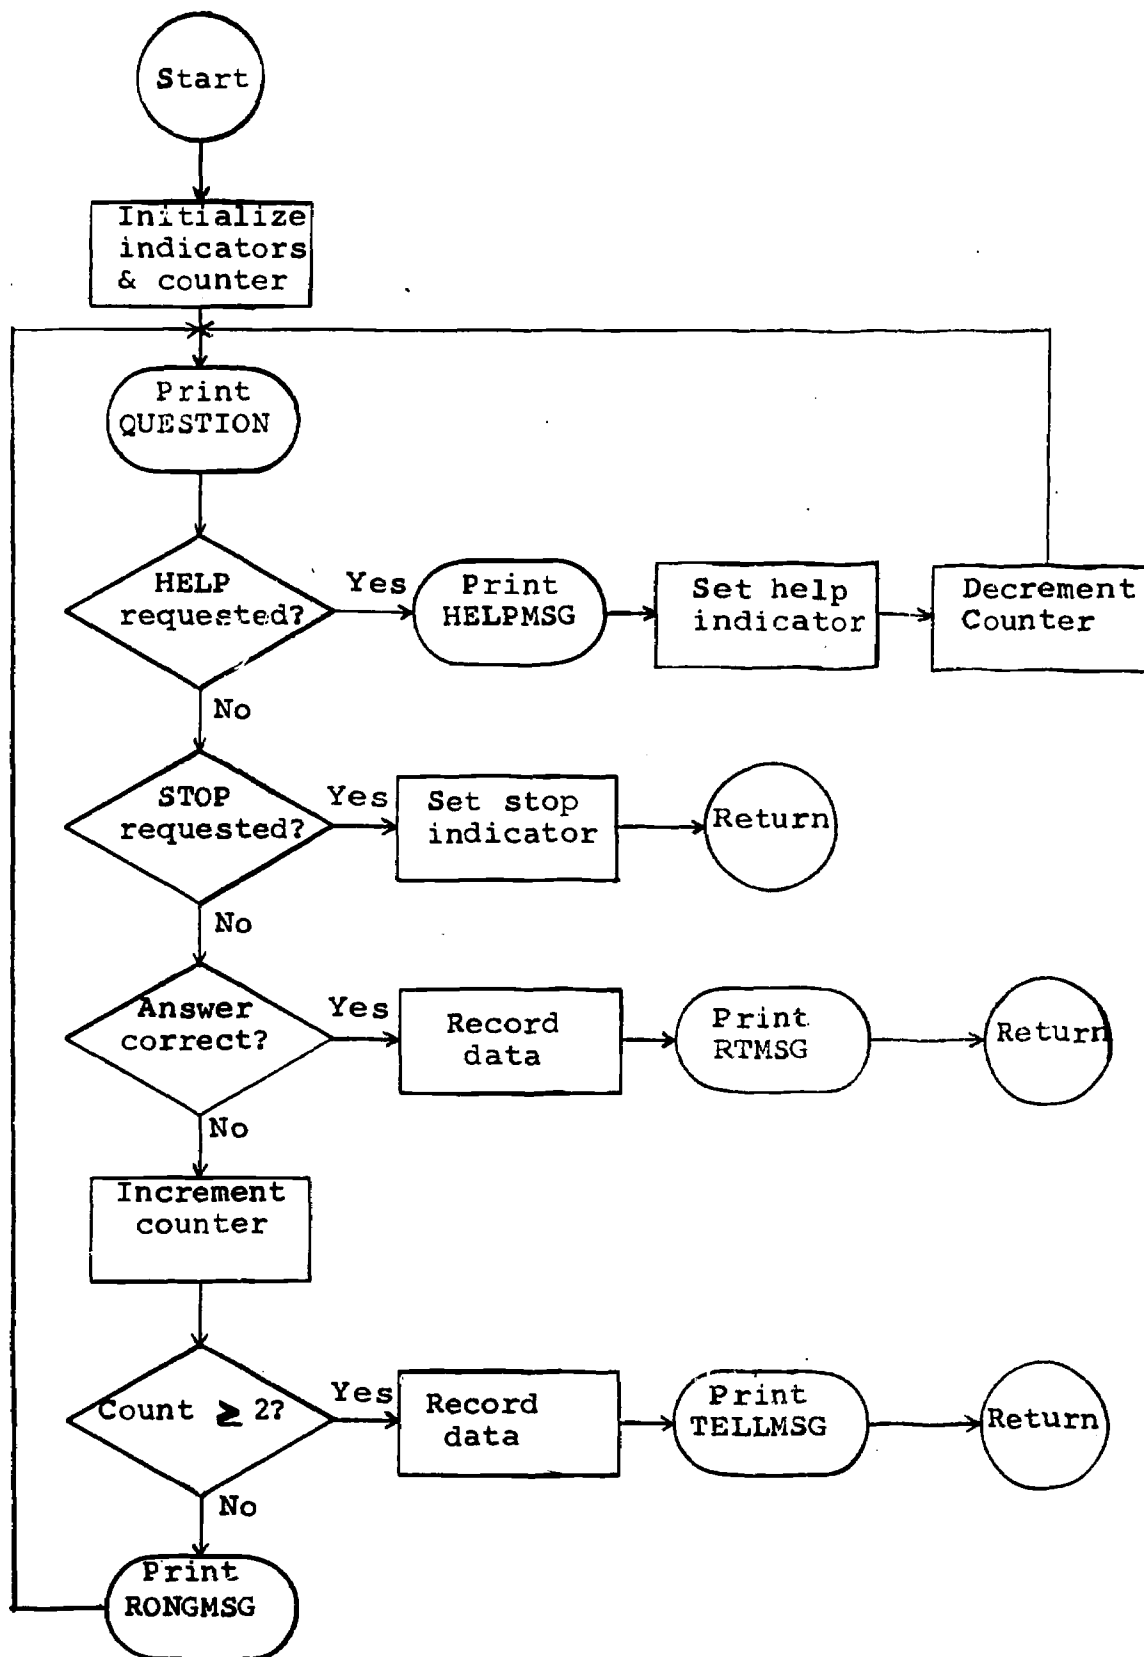 Start
Initialize
indicators
& counter
Print
QUESTION
HELP
requested?
Yes
Print
HELPMSG
Set help
indicator
Decrement
Counter
No
STOP
requested?
Yes
Set stop
indicator
Return
No
Answer
correct?
Yes
Record
data
Print
RTMSG
Return
No
Increment
counter
Count ≥ 2?
Yes
Record
data
Print
TELLMSG
Return
No
Print
RONGMSG